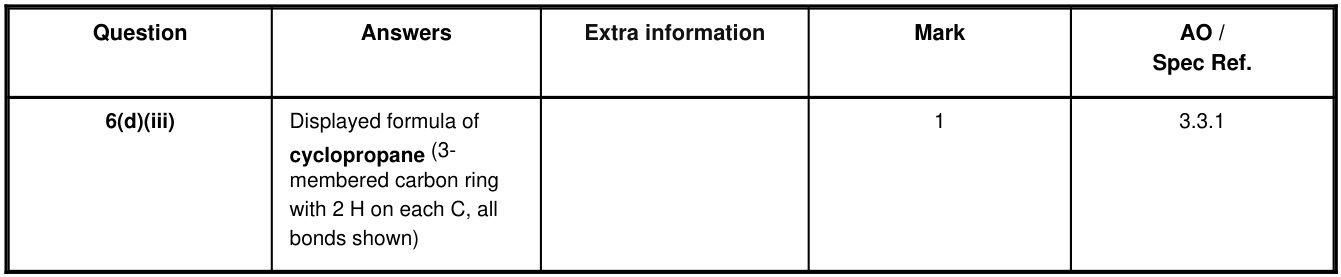 Question Answers Extra information Mark AO /
Spec Ref.
6(d)(iii) Displayed formula of 1 3.3.1
cyclopropane (3-
membered carbon ring
with 2 H on each C, all
bonds shown)